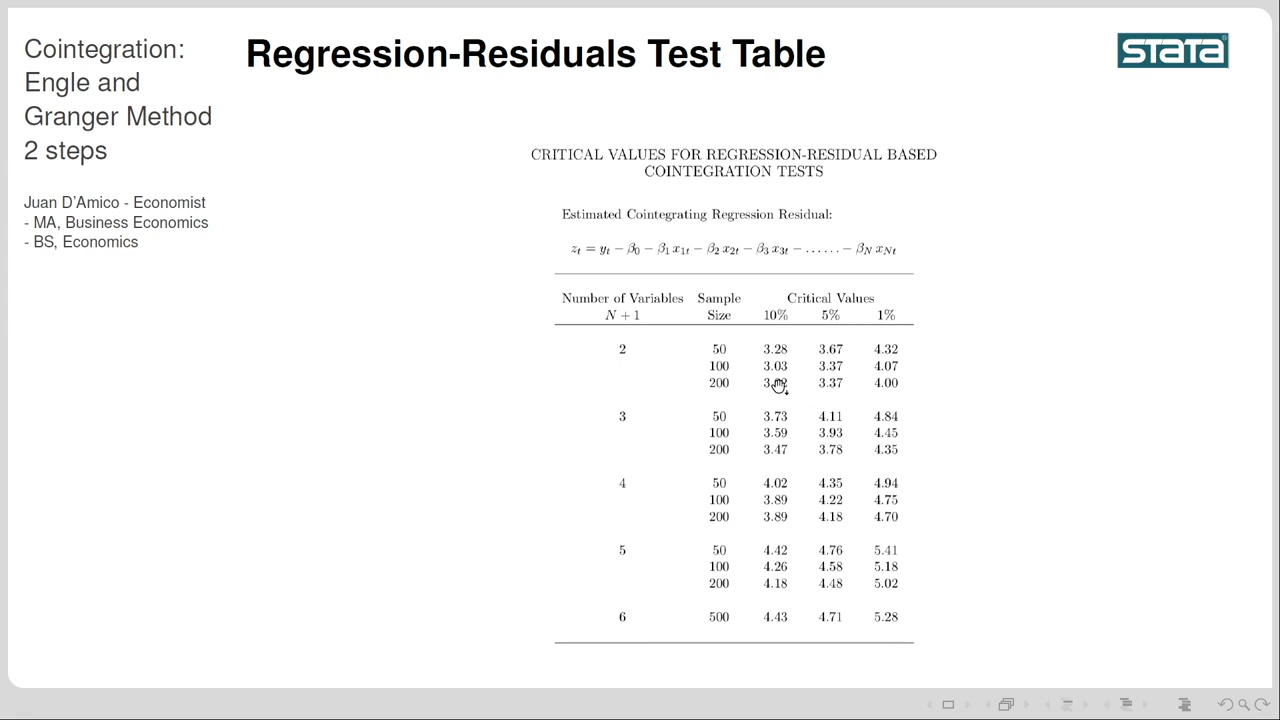 Cointegration:
Engle and
Granger Method
2 steps
Juan D'Amico - Economist
- MA, Business Economics
- BS, Economics
Regression-Residuals Test Table
STATA
CRITICAL VALUES FOR REGRESSION-RESIDUAL BASED
COINTEGRATION TESTS
Estimated Cointegrating Regression Residual:
z_t = y_t − β_0 − β_1 x_1t − β_2 x_2t − β_3 x_3t − ...... − β_N x_Nt
Number of Variables Sample Critical Values
N + 1 Size 10% 5% 1%
2 50 3.28 3.67 4.32
100 3.03 3.37 4.07
200 3.37 4.00
3 50 3.73 4.11 4.84
100 3.59 3.93 4.45
200 3.47 3.78 4.35
4 50 4.02 4.35 4.94
100 3.89 4.22 4.75
200 3.89 4.18 4.70
5 50 4.42 4.76 5.41
100 4.26 4.58 5.18
200 4.18 4.48 5.02
6 500 4.43 4.71 5.28